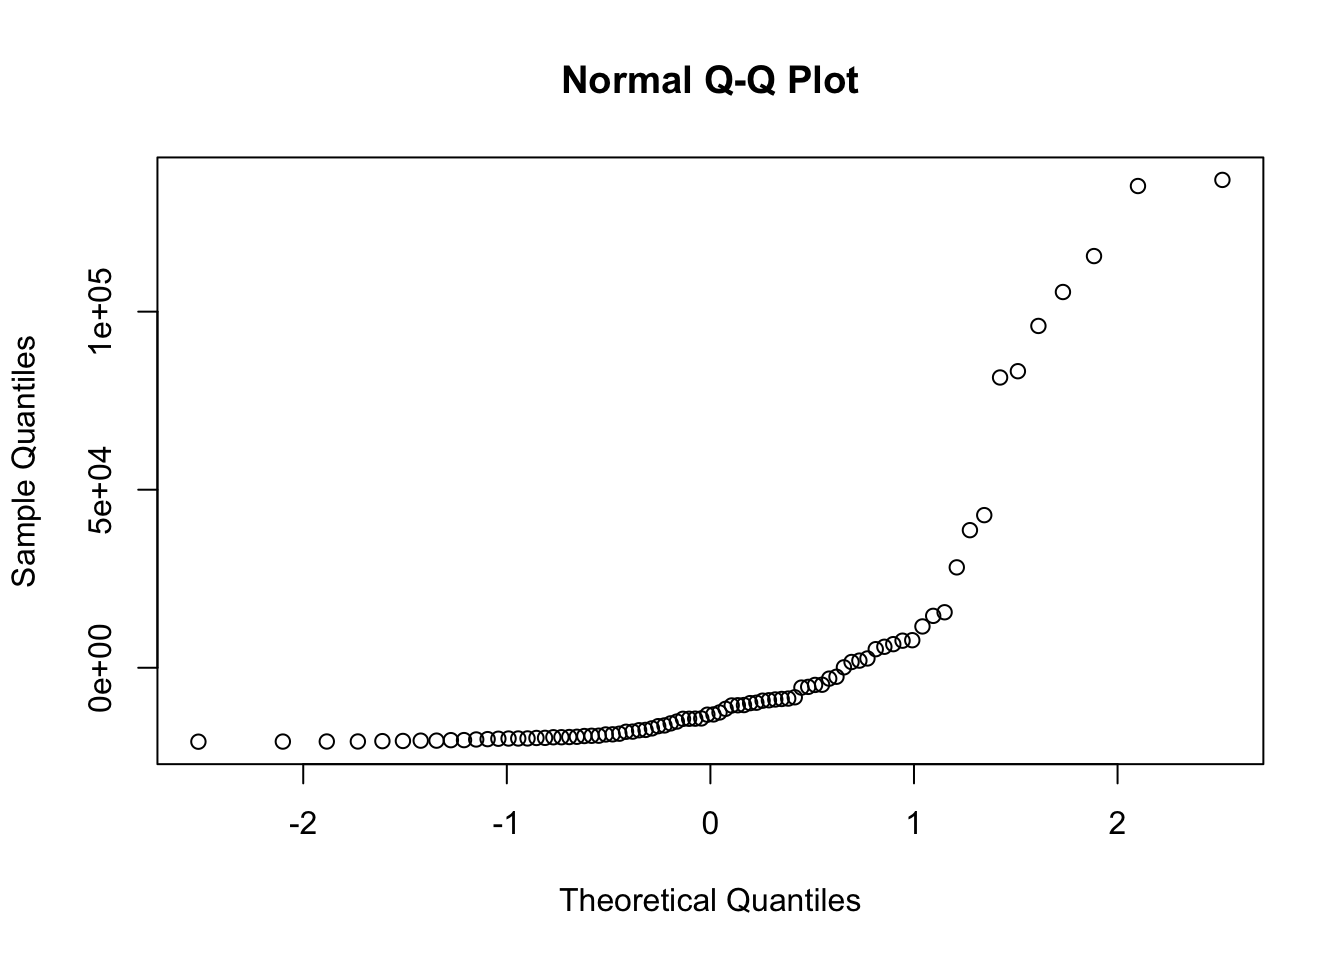 Normal Q-Q Plot
Sample Quantiles
1e+05
5e+04
0e+00
-2 -1 0 1 2
Theoretical Quantiles